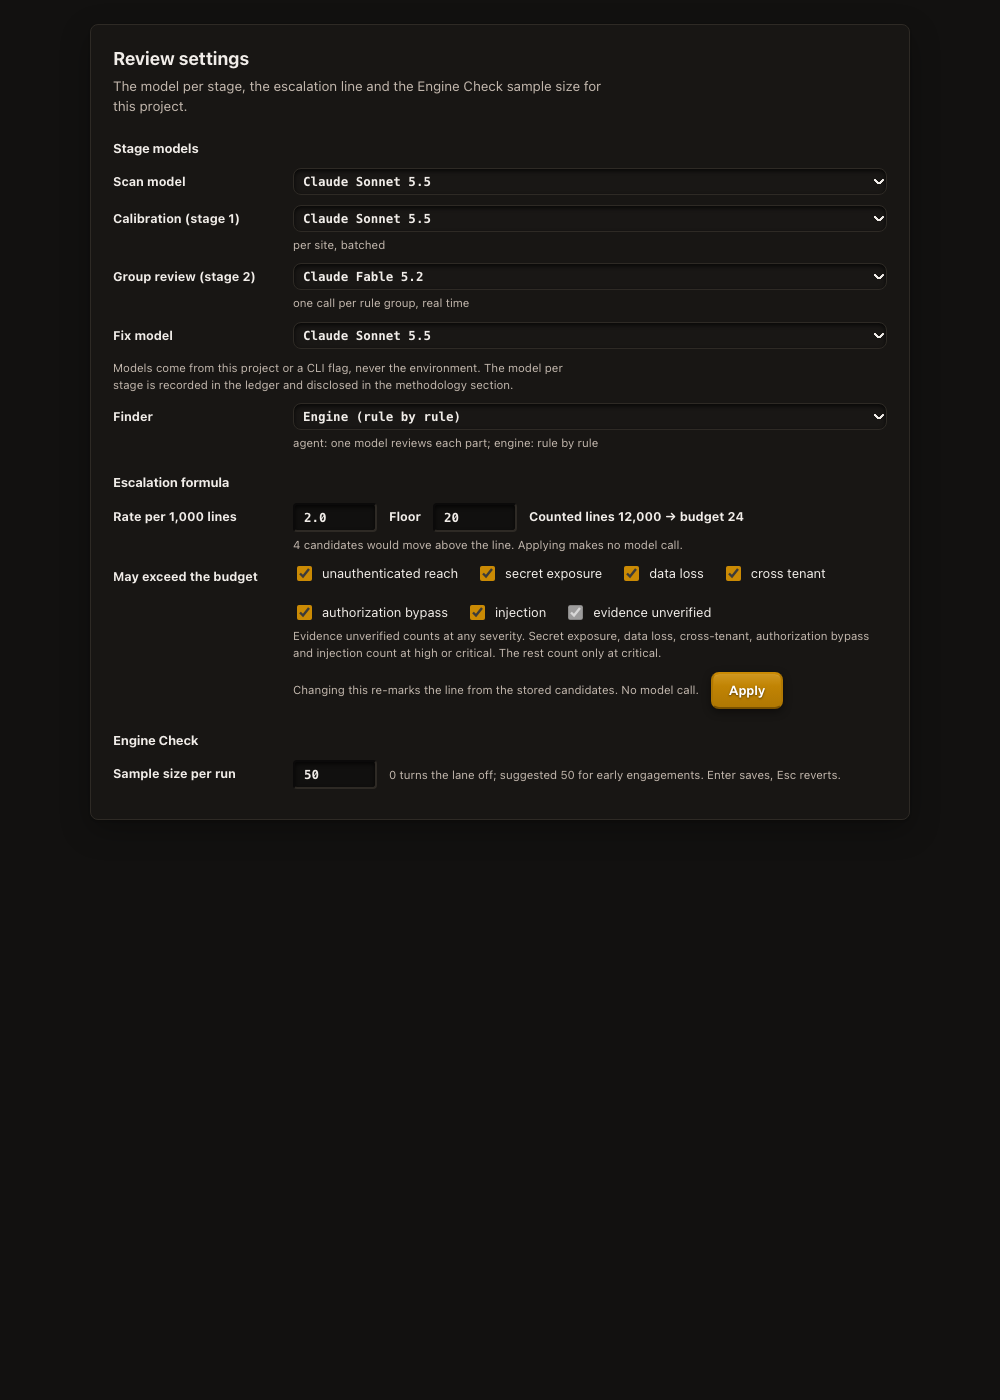 Review settings
The model per stage, the escalation line and the Engine Check sample size for
this project.
Stage models
Scan model
Claude Sonnet 5.5
Calibration (stage 1)
Claude Sonnet 5.5
per site, batched
Group review (stage 2)
Claude Fable 5.2
one call per rule group, real time
Fix model
Claude Sonnet 5.5
Models come from this project or a CLI flag, never the environment. The model per
stage is recorded in the ledger and disclosed in the methodology section.
Finder
Engine (rule by rule)
agent: one model reviews each part; engine: rule by rule
Escalation formula
Rate per 1,000 lines 2.0 Floor 20 Counted lines 12,000 → budget 24
4 candidates would move above the line. Applying makes no model call.
May exceed the budget unauthenticated reach secret exposure data loss cross tenant
authorization bypass injection evidence unverified
Evidence unverified counts at any severity. Secret exposure, data loss, cross-tenant, authorization bypass
and injection count at high or critical. The rest count only at critical.
Changing this re-marks the line from the stored candidates. No model call. Apply
Engine Check
Sample size per run 50 0 turns the lane off; suggested 50 for early engagements. Enter saves, Esc reverts.